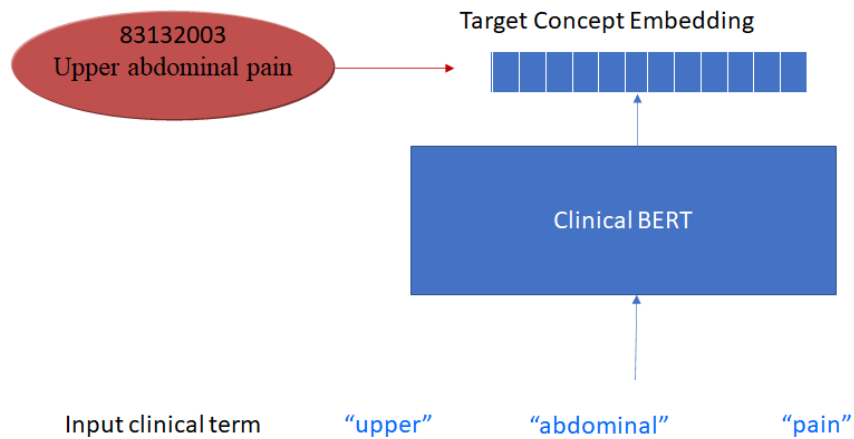 83132003
Upper abdominal pain
Target Concept Embedding
Clinical BERT
Input clinical term “upper” “abdominal” “pain”